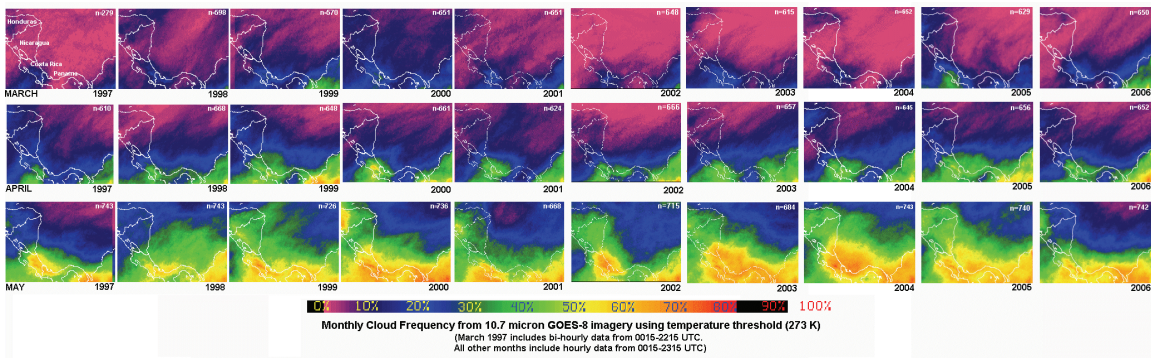 n=279 n=598 n=570 n=651 n=651 n=648 n=615 n=652 n=629 n=650
Honduras
Nicaragua
Costa Rica
Panama
MARCH 1997 1998 1999 2000 2001 2002 2003 2004 2005 2006
n=610 n=668 n=648 n=661 n=624 n=666 n=657 n=645 n=656 n=652
APRIL 1997 1998 1999 2000 2001 2002 2003 2004 2005 2006
n=743 n=743 n=726 n=736 n=668 n=715 n=684 n=743 n=740 n=742
MAY 1997 1998 1999 2000 2001 2002 2003 2004 2005 2006
0% 10% 20% 30% 40% 50% 60% 70% 80% 90% 100%
Monthly Cloud Frequency from 10.7 micron GOES-8 imagery using temperature threshold (273 K)
(March 1997 includes bi-hourly data from 0015-2215 UTC.
All other months include hourly data from 0015-2315 UTC)